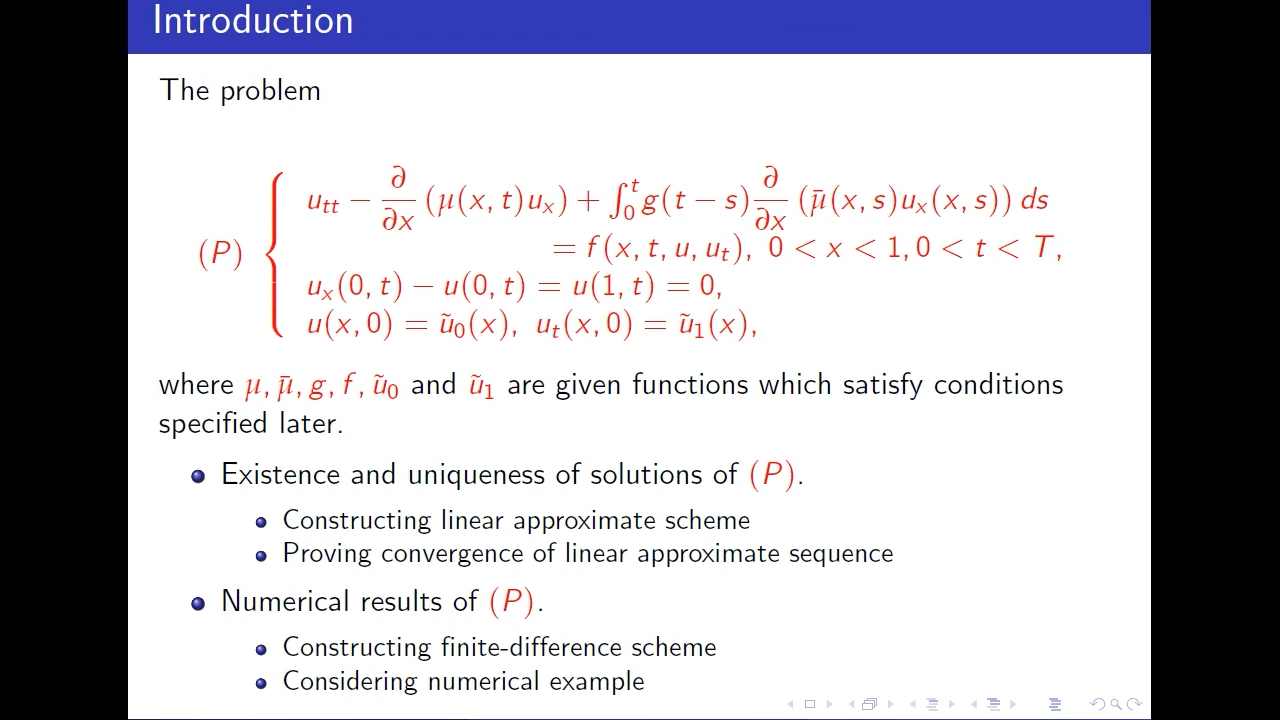 Introduction
The problem
(P) { u_tt − ∂/∂x (μ(x, t)u_x) + ∫_0^t g(t − s) ∂/∂x (μ̄(x, s)u_x(x, s)) ds
= f(x, t, u, u_t), 0 < x < 1, 0 < t < T,
u_x(0, t) − u(0, t) = u(1, t) = 0,
u(x, 0) = ũ_0(x), u_t(x, 0) = ũ_1(x),
where μ, μ̄, g, f, ũ_0 and ũ_1 are given functions which satisfy conditions
specified later.
Existence and uniqueness of solutions of (P).
Constructing linear approximate scheme
Proving convergence of linear approximate sequence
Numerical results of (P).
Constructing finite-difference scheme
Considering numerical example